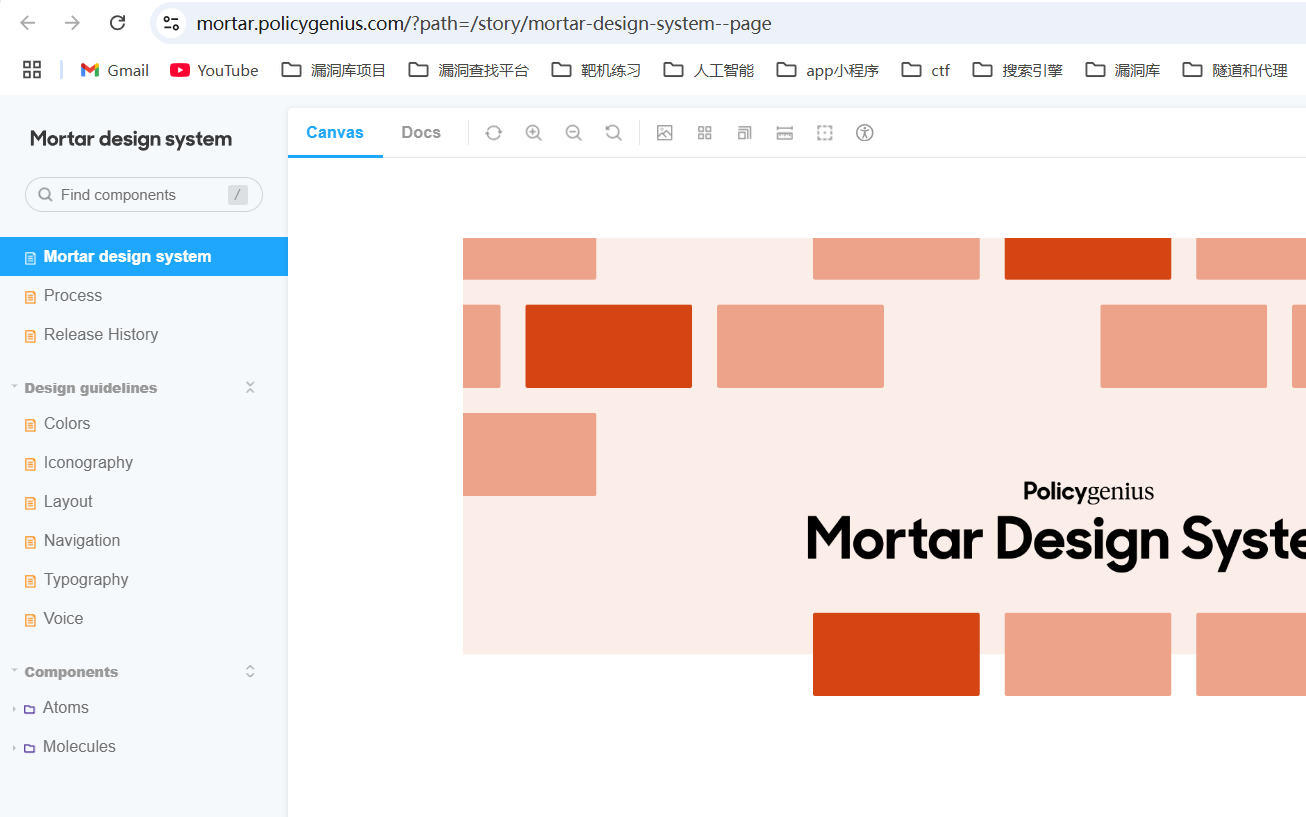 mortar.policygenius.com/?path=/story/mortar-design-system--page
Gmail YouTube 漏洞库项目 漏洞查找平台 靶机练习 人工智能 app小程序 ctf 搜索引擎 漏洞库 隧道和代理
Mortar design system
Canvas Docs
Find components /
Mortar design system
Process
Release History
Design guidelines
Colors
Iconography
Layout
Navigation
Typography
Voice
Components
Atoms
Molecules
Policygenius
Mortar Design Syste